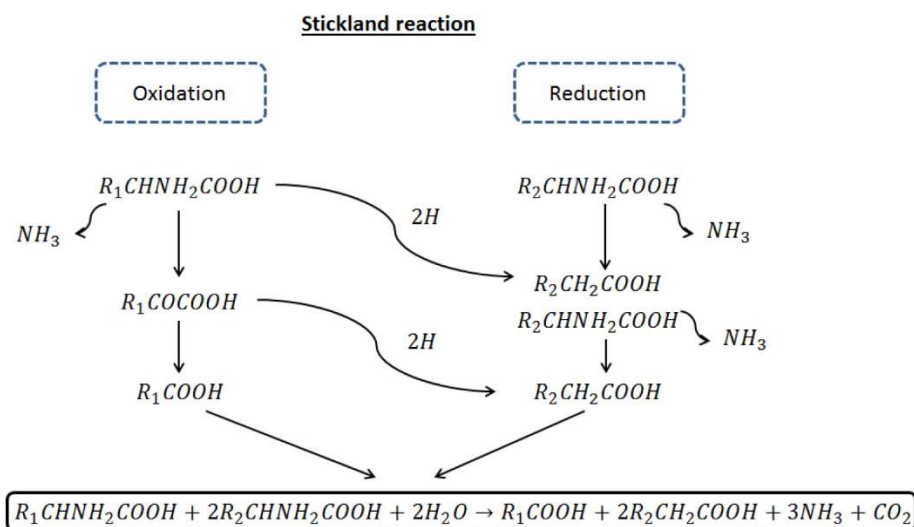 Stickland reaction
Oxidation
Reduction
R₁CHNH₂COOH
R₂CHNH₂COOH
2H
NH₃
NH₃
R₂CH₂COOH
R₁COCOOH
R₂CHNH₂COOH
2H
NH₃
R₁COOH
R₂CH₂COOH
R₁CHNH₂COOH + 2R₂CHNH₂COOH + 2H₂O → R₁COOH + 2R₂CH₂COOH + 3NH₃ + CO₂